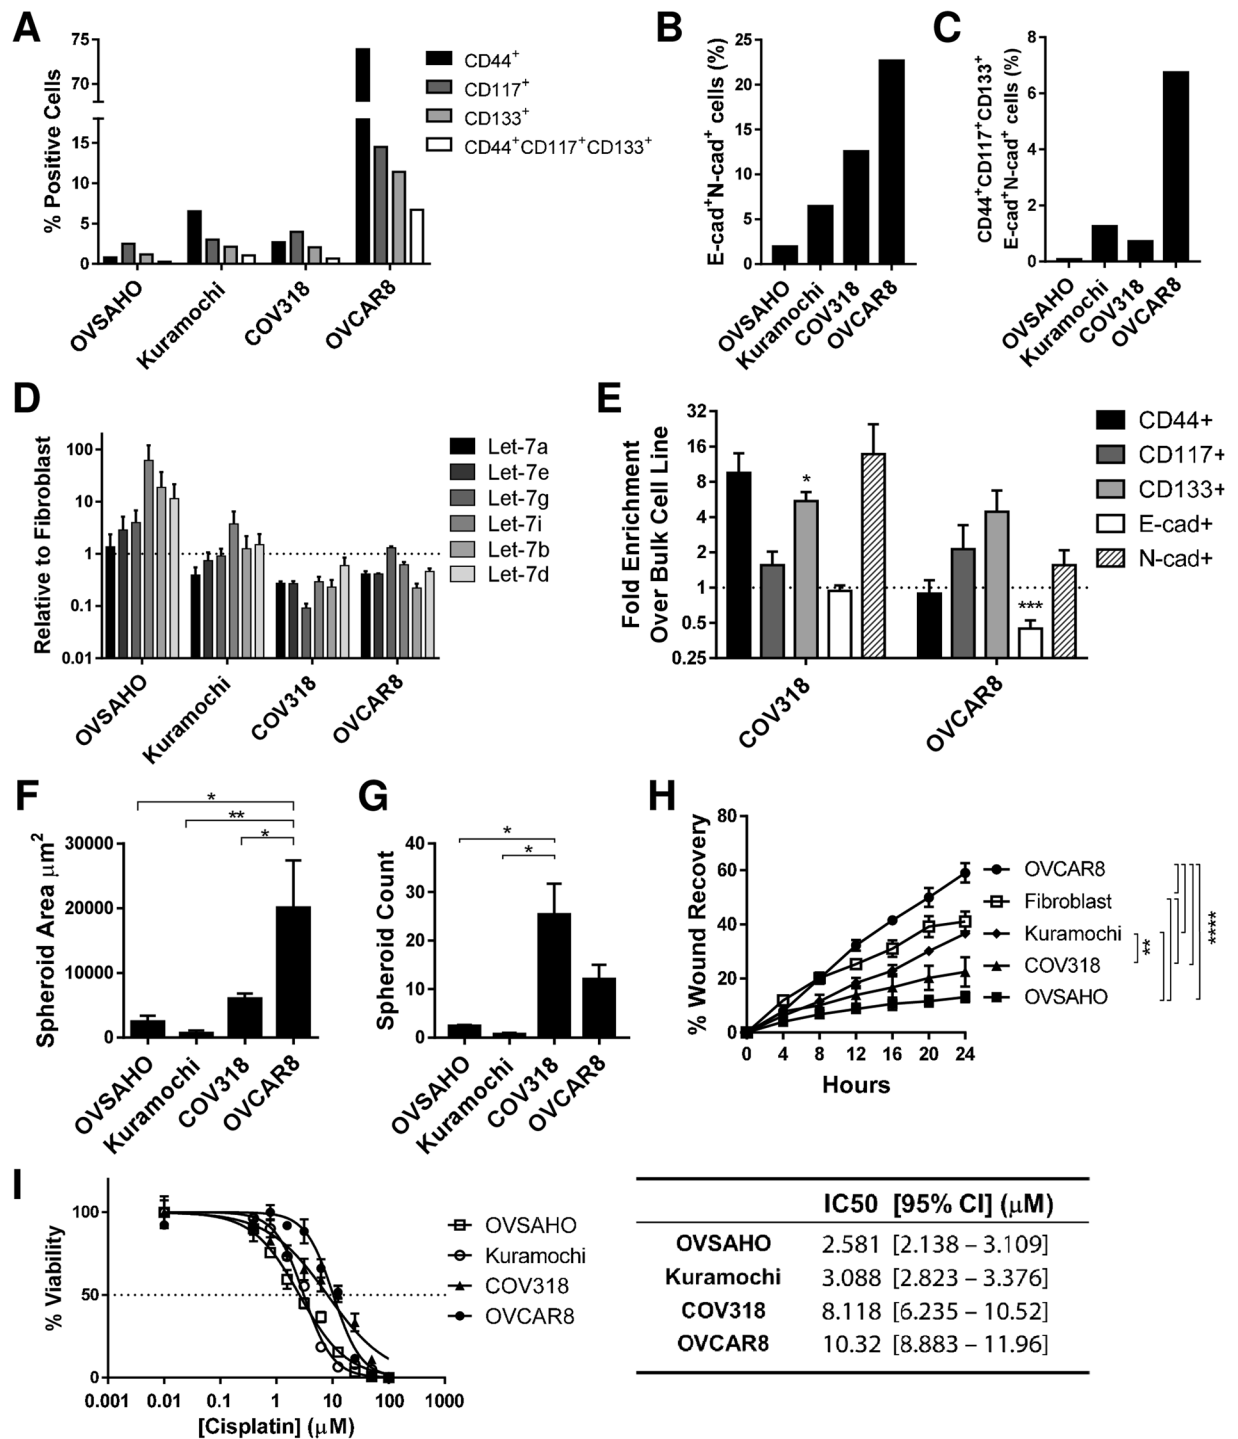 A
% Positive Cells
75
70
15
10
5
0
OVSAHO
Kuramochi
COV318
OVCAR8
CD44+
CD117+
CD133+
CD44+CD117+CD133+
B
E-cad+N-cad+ cells (%)
25
20
15
10
5
0
OVSAHO
Kuramochi
COV318
OVCAR8
C
CD44+CD117+CD133+
E-cad+N-cad+ cells (%)
8
6
4
2
0
OVSAHO
Kuramochi
COV318
OVCAR8
D
Relative to Fibroblast
100
10
1
0.1
0.01
OVSAHO
Kuramochi
COV318
OVCAR8
Let-7a
Let-7e
Let-7g
Let-7i
Let-7b
Let-7d
E
Fold Enrichment
Over Bulk Cell Line
32
16
8
4
2
1
0.5
0.25
*
***
COV318
OVCAR8
CD44+
CD117+
CD133+
E-cad+
N-cad+
F
Spheroid Area μm2
30000
20000
10000
0
*
**
*
OVSAHO
Kuramochi
COV318
OVCAR8
G
Spheroid Count
40
30
20
10
0
*
*
OVSAHO
Kuramochi
COV318
OVCAR8
H
% Wound Recovery
80
60
40
20
0
0 4 8 12 16 20 24
Hours
OVCAR8
Fibroblast
Kuramochi
COV318
OVSAHO
**
****
I
% Viability
100
50
0
0.001 0.01 0.1 1 10 100 1000
[Cisplatin] (μM)
OVSAHO
Kuramochi
COV318
OVCAR8
IC50 [95% CI] (μM)
OVSAHO 2.581 [2.138 – 3.109]
Kuramochi 3.088 [2.823 – 3.376]
COV318 8.118 [6.235 – 10.52]
OVCAR8 10.32 [8.883 – 11.96]